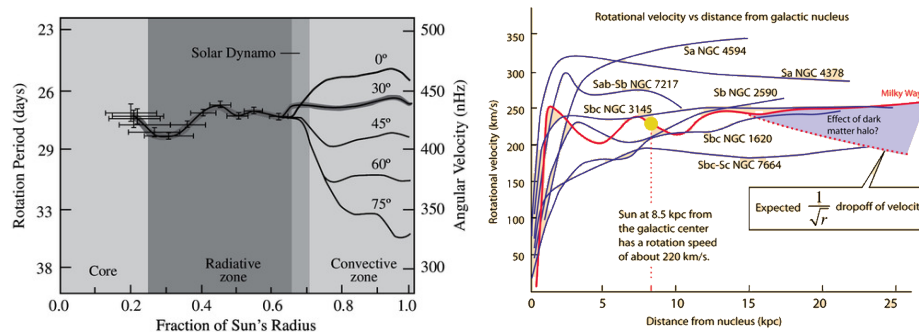 23
26
29
33
38
Rotation Period (days)
Solar Dynamo
0º
30º
45º
60º
75º
Core
Radiative
zone
Convective
zone
500
450
400
350
300
Angular Velocity (nHz)
0.0
0.2
0.4
0.6
0.8
1.0
Fraction of Sun's Radius
Rotational velocity vs distance from galactic nucleus
350
300
250
200
150
100
50
Rotational velocity (km/s)
Sa NGC 4594
Sa NGC 4378
Sab-Sb NGC 7217
Sb NGC 2590
Milky Way
Sbc NGC 3145
Effect of dark
matter halo?
Sbc NGC 1620
Sbc-Sc NGC 7664
Expected 1/√r dropoff of velocit
Sun at 8.5 kpc from
the galactic center
has a rotation speed
of about 220 km/s.
0
5
10
15
20
25
Distance from nucleus (kpc)